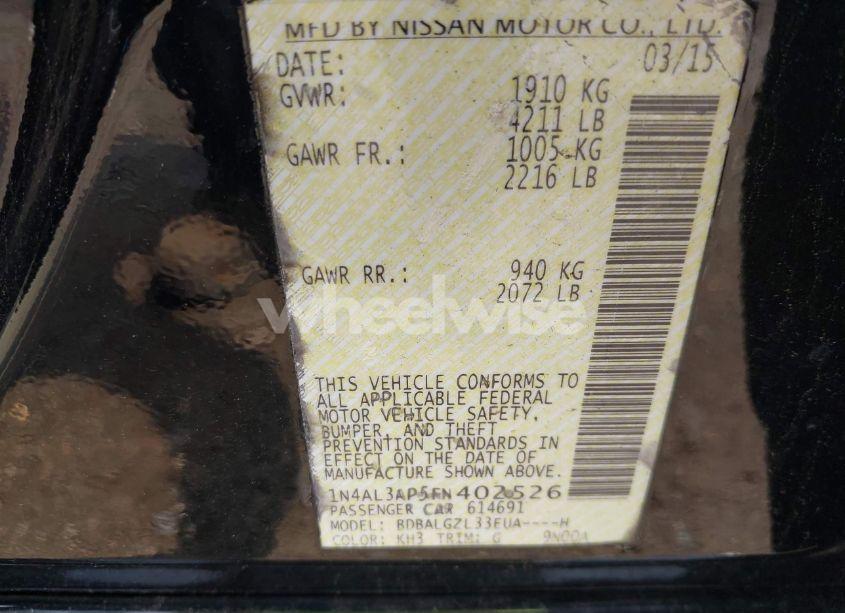 MFD BY NISSAN MOTOR CO., LTD.
DATE: 03/15
GVWR: 1910 KG
4211 LB
GAWR FR.: 1005 KG
2216 LB
GAWR RR.: 940 KG
2072 LB
wheelwise
THIS VEHICLE CONFORMS TO
ALL APPLICABLE FEDERAL
MOTOR VEHICLE SAFETY,
BUMPER, AND THEFT
PREVENTION STANDARDS IN
EFFECT ON THE DATE OF
MANUFACTURE SHOWN ABOVE.
1N4AL3AP5FN402526
PASSENGER CAR 614691
MODEL: BDBALGZL33EUA----H
COLOR: KH3 TRIM: G